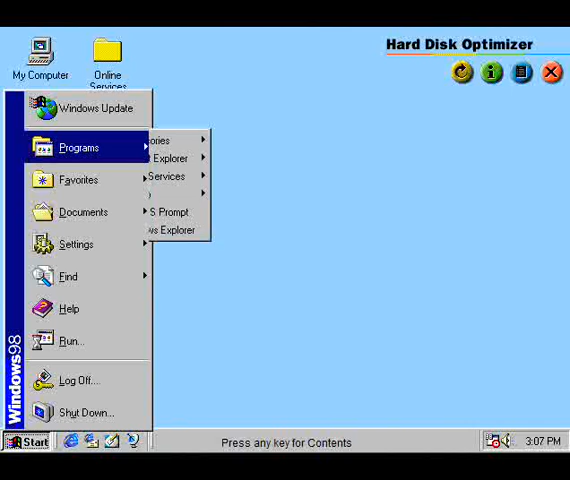 Hard Disk Optimizer
My Computer
Online
Services
Windows Update
Programs
Favorites
Documents
Settings
Find
Help
Run...
Log Off...
Shut Down...
Windows98
ories
Explorer
Services
S Prompt
ws Explorer
Start
Press any key for Contents
3:07 PM